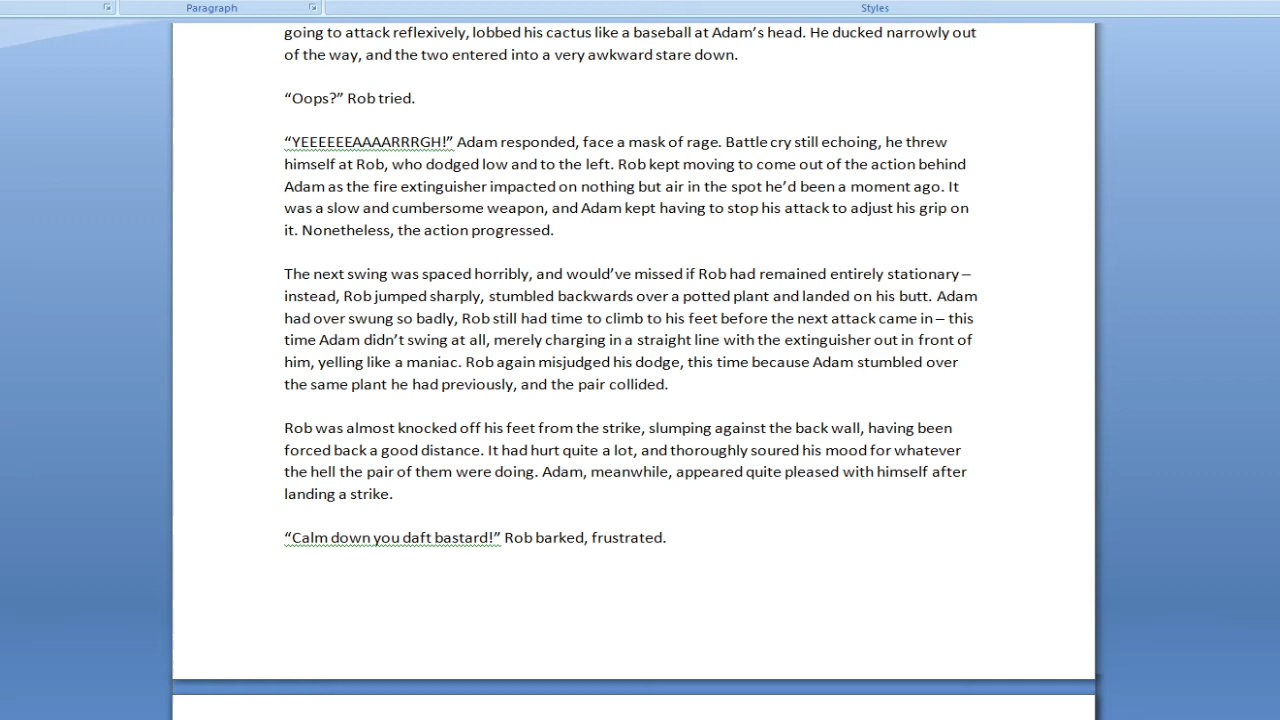 Paragraph
Styles
going to attack reflexively, lobbed his cactus like a baseball at Adam’s head. He ducked narrowly out
of the way, and the two entered into a very awkward stare down.
“Oops?” Rob tried.
“YEEEEEEAAAARRRGH!” Adam responded, face a mask of rage. Battle cry still echoing, he threw
himself at Rob, who dodged low and to the left. Rob kept moving to come out of the action behind
Adam as the fire extinguisher impacted on nothing but air in the spot he’d been a moment ago. It
was a slow and cumbersome weapon, and Adam kept having to stop his attack to adjust his grip on
it. Nonetheless, the action progressed.
The next swing was spaced horribly, and would’ve missed if Rob had remained entirely stationary –
instead, Rob jumped sharply, stumbled backwards over a potted plant and landed on his butt. Adam
had over swung so badly, Rob still had time to climb to his feet before the next attack came in – this
time Adam didn’t swing at all, merely charging in a straight line with the extinguisher out in front of
him, yelling like a maniac. Rob again misjudged his dodge, this time because Adam stumbled over
the same plant he had previously, and the pair collided.
Rob was almost knocked off his feet from the strike, slumping against the back wall, having been
forced back a good distance. It had hurt quite a lot, and thoroughly soured his mood for whatever
the hell the pair of them were doing. Adam, meanwhile, appeared quite pleased with himself after
landing a strike.
“Calm down you daft bastard!” Rob barked, frustrated.